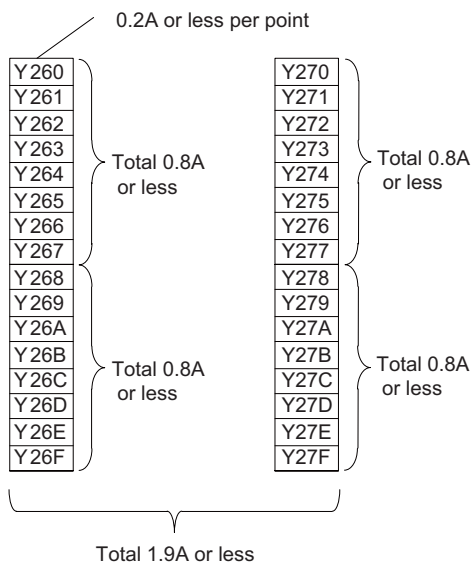 0.2A or less per point
Y260
Y261
Y262
Y263
Y264
Y265
Y266
Y267
Y268
Y269
Y26A
Y26B
Y26C
Y26D
Y26E
Y26F
Total 0.8A
or less
Total 0.8A
or less
Y270
Y271
Y272
Y273
Y274
Y275
Y276
Y277
Y278
Y279
Y27A
Y27B
Y27C
Y27D
Y27E
Y27F
Total 0.8A
or less
Total 0.8A
or less
Total 1.9A or less